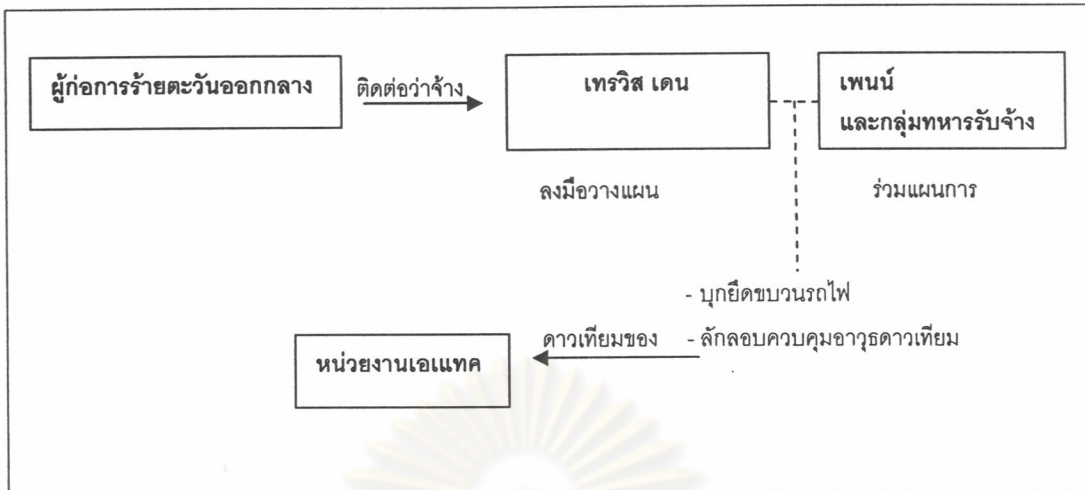 ผู้ก่อการร้ายตะวันออกกลาง
ติดต่อว่าจ้าง
เทรวิส เดน
เพนน์
และกลุ่มทหารรับจ้าง
ลงมือวางแผน
ร่วมแผนการ
- บุกยึดขบวนรถไฟ
หน่วยงานเอแทค
ดาวเทียมของ
- ลักลอบควบคุมอาวุธดาวเทียม